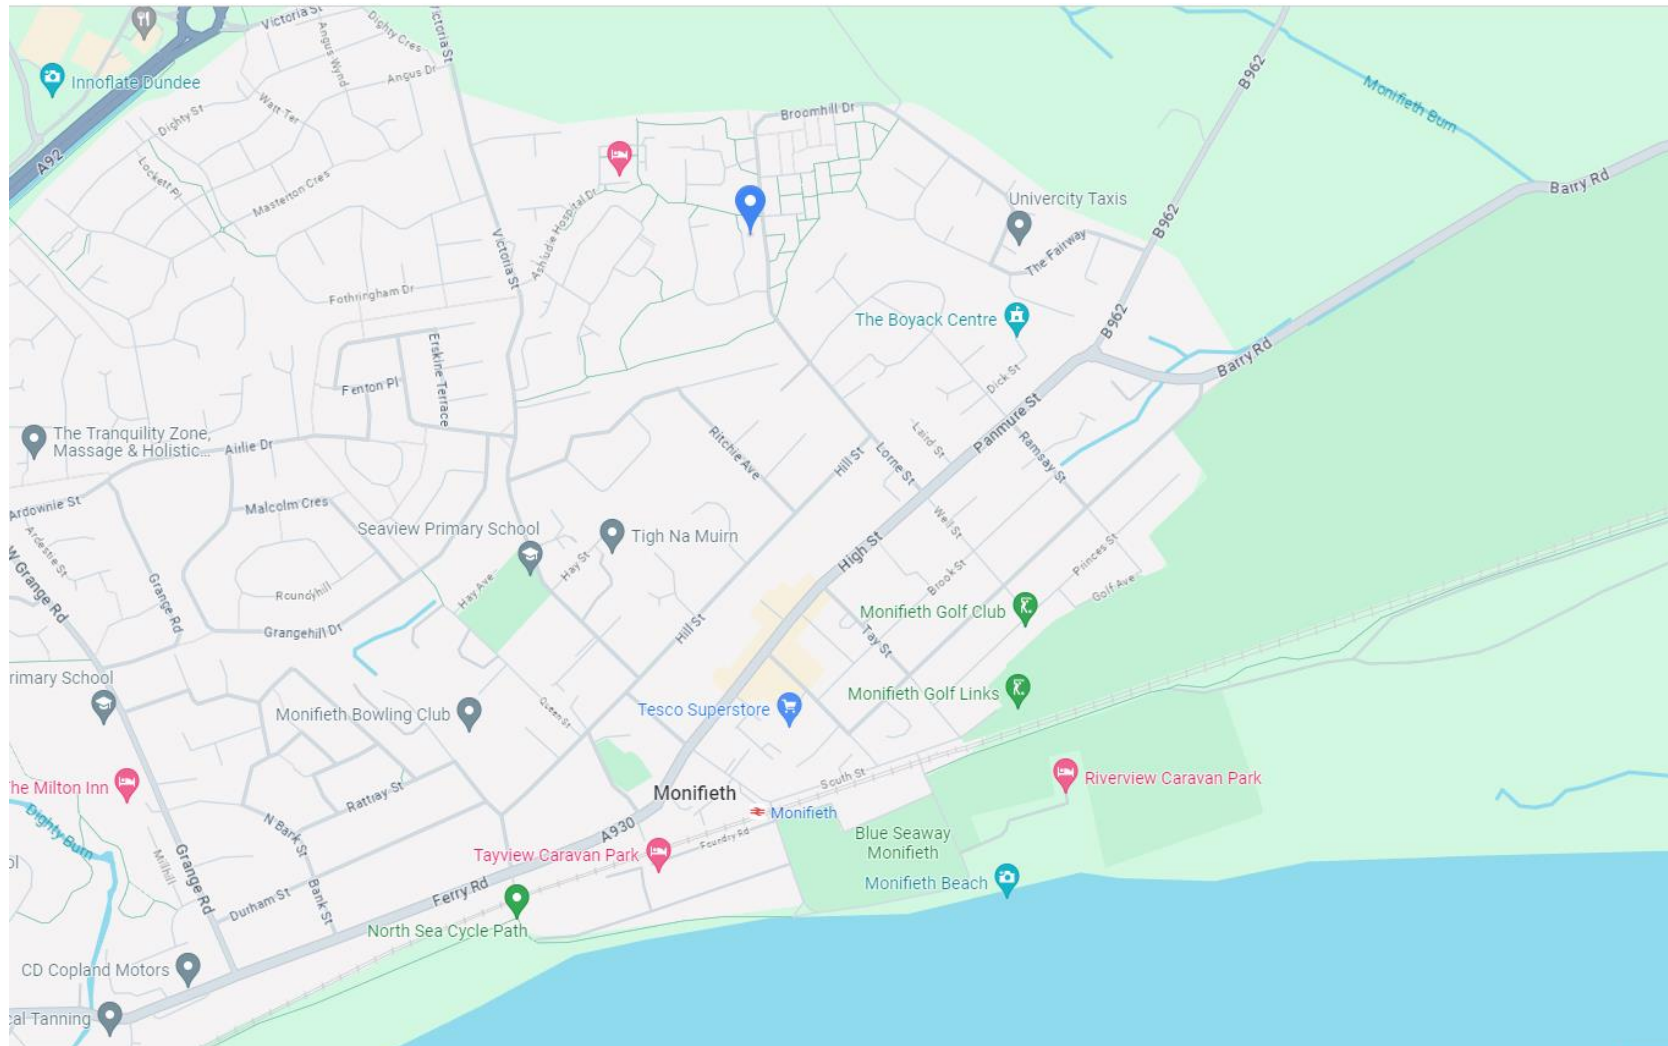 Victoria St
Victoria St
Dighty Cres
Angus Wynd
Angus Dr
Innoflate Dundee
Watt Ter
Dighty St
A92
Lockett Pl
Masterton Cres
Broomhill Dr
B962
Monifieth Burn
Barry Rd
Univercity Taxis
B962
Ashludie Hospital Dr
Victoria St
The Fairway
Fothringham Dr
The Boyack Centre
B962
Barry Rd
Erskine Terrace
Fenton Pl
Dick St
Panmure St
The Tranquility Zone,
Massage & Holistic...
Airlie Dr
Ritchie Ave
Hill St
Lorne St
Laird St
Ramsay St
Ardownie St
Malcolm Cres
Seaview Primary School
Tigh Na Muirn
Well St
Ardestie St
W Grange Rd
Grange Rd
Roundyhill
Hay Ave
Hay St
High St
Brook St
Princes St
Golf Ave
Monifieth Golf Club
Grangehill Dr
Hill St
Tay St
rimary School
Monifieth Bowling Club
Queen St
Tesco Superstore
Monifieth Golf Links
The Milton Inn
Rattray St
Monifieth
South St
Riverview Caravan Park
Dighty Burn
N Bank St
A930
Monifieth
Foundry Rd
Blue Seaway
Monifieth
Millhill
Grange Rd
Tayview Caravan Park
Monifieth Beach
ol
Durham St
Bank St
Ferry Rd
North Sea Cycle Path
CD Copland Motors
cal Tanning